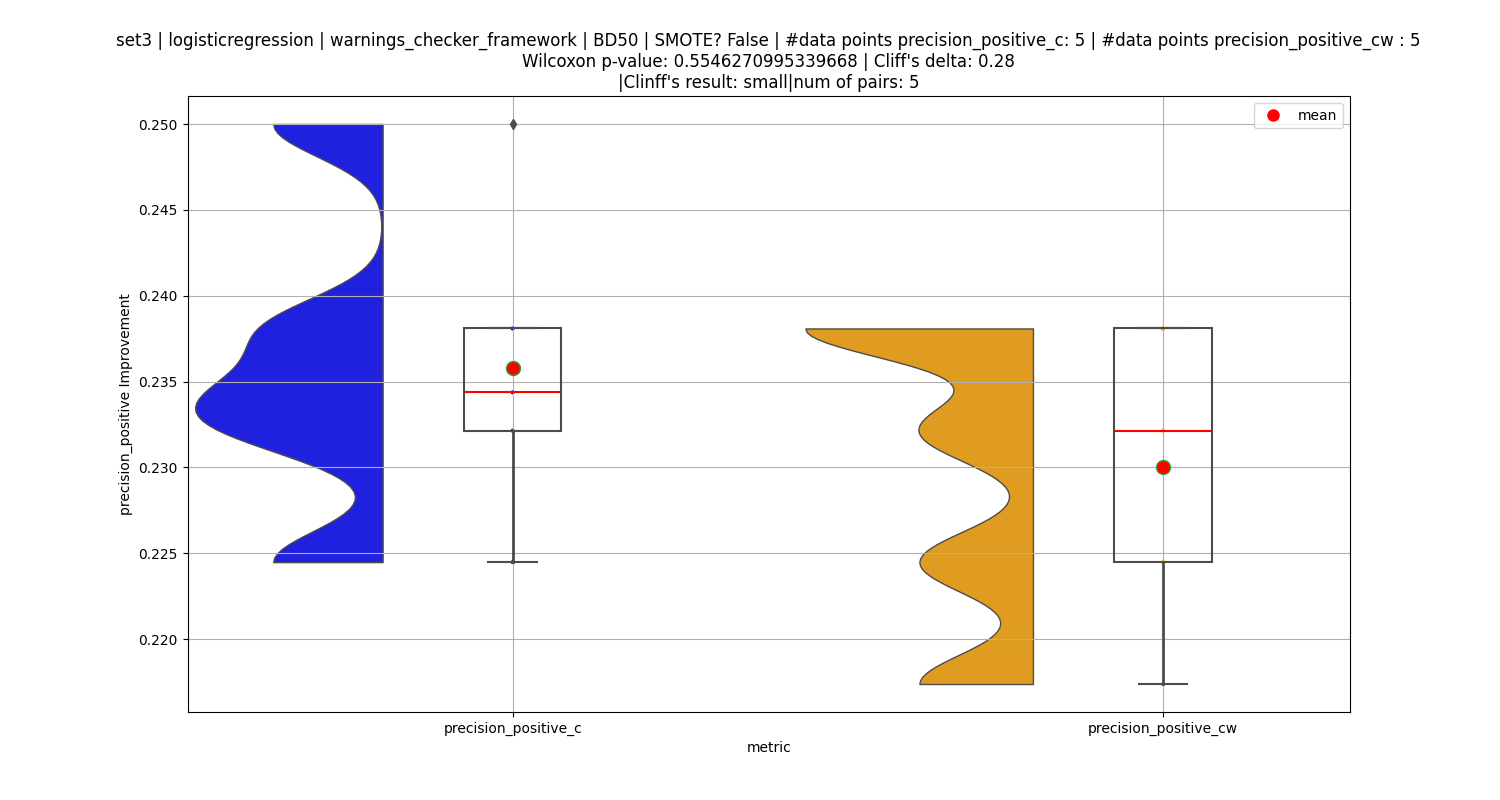 set3 | logisticregression | warnings_checker_framework | BD50 | SMOTE? False | #data points precision_positive_c: 5 | #data points precision_positive_cw : 5
Wilcoxon p-value: 0.5546270995339668 | Cliff's delta: 0.28
|Clinff's result: small|num of pairs: 5
mean
0.250
0.245
0.240
0.235
0.230
0.225
0.220
precision_positive Improvement
precision_positive_c
precision_positive_cw
metric